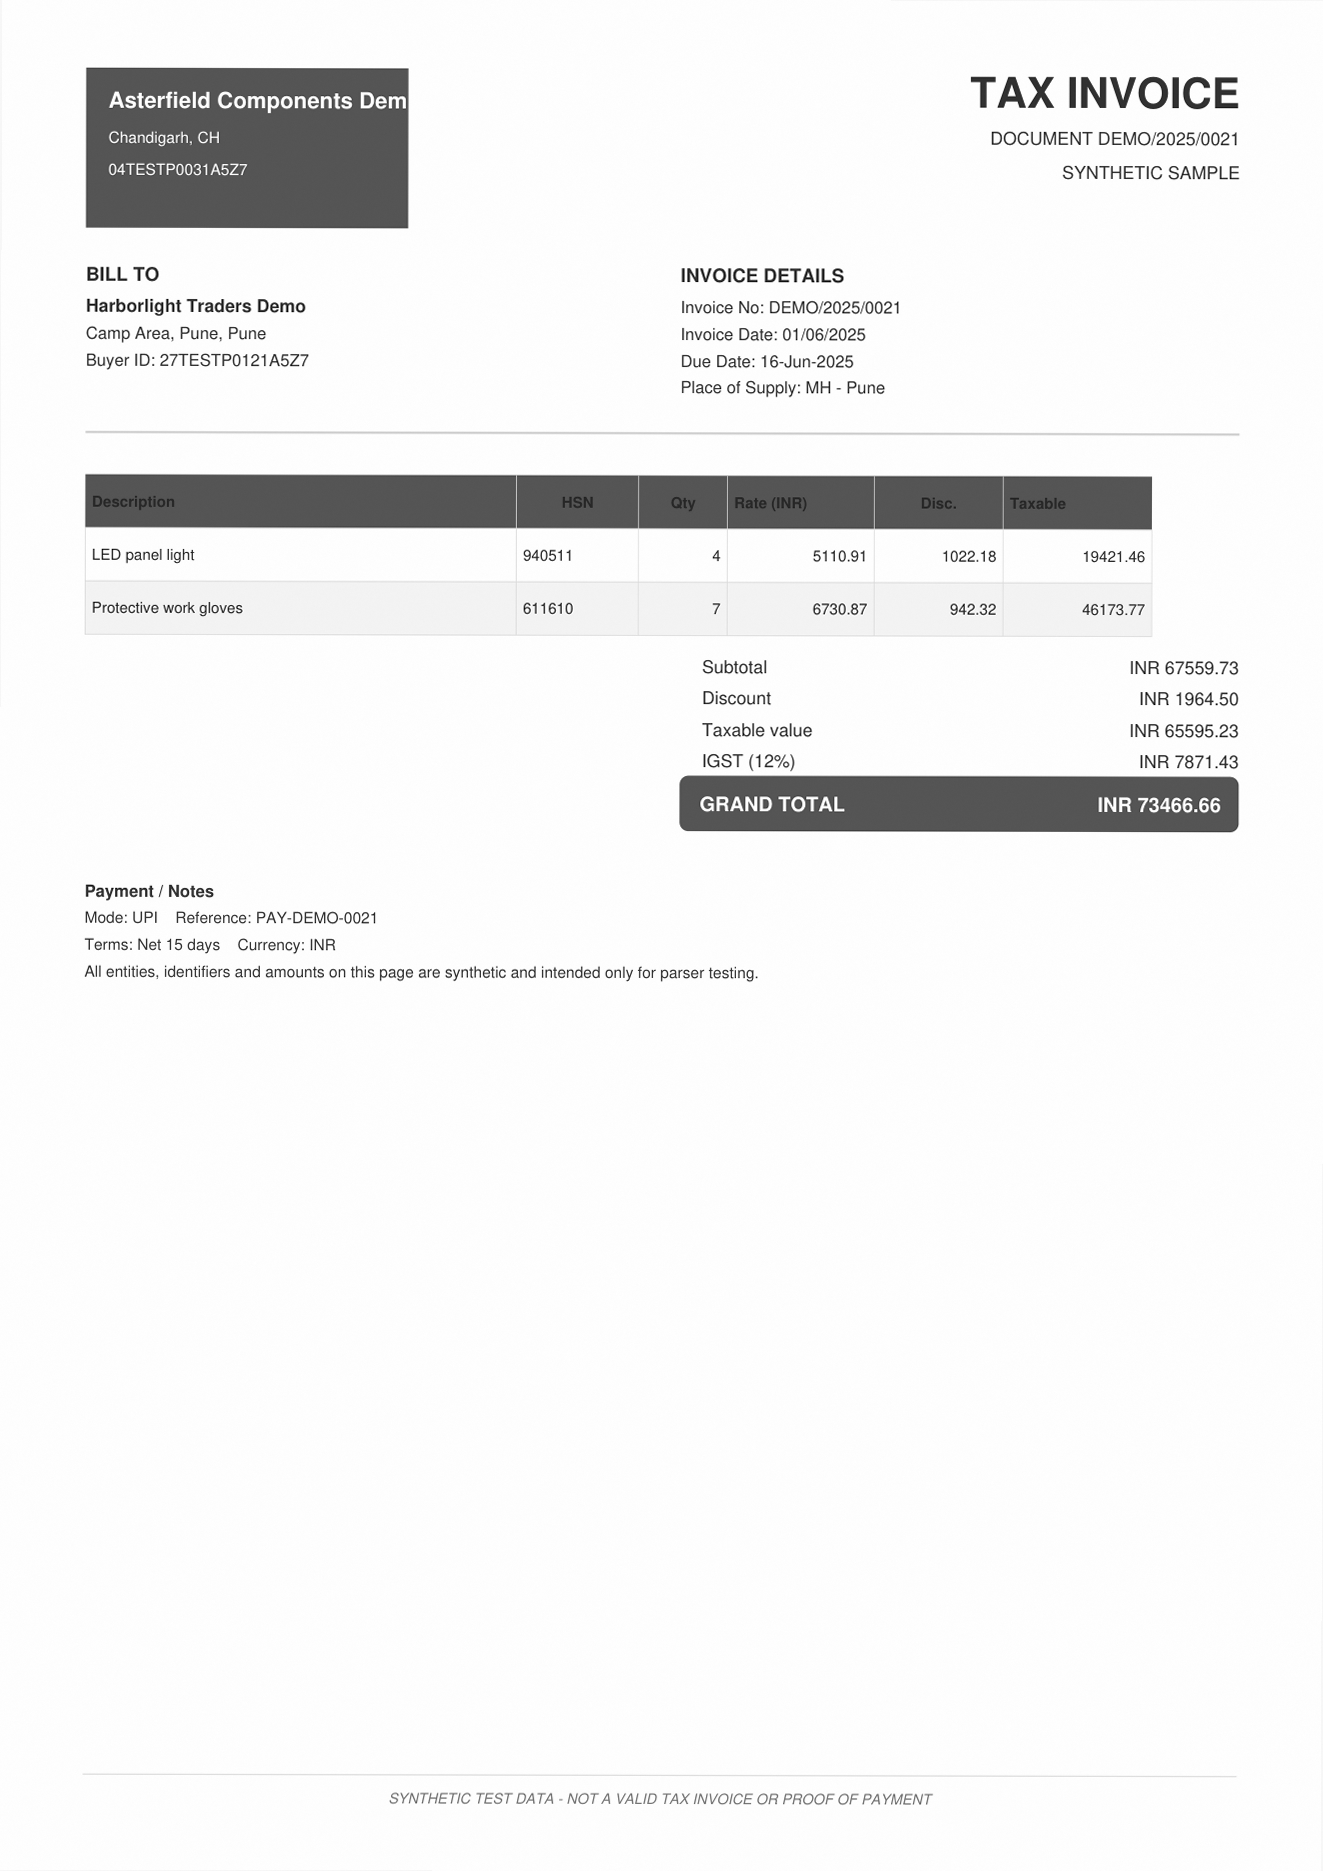 Asterfield Components Dem
Chandigarh, CH
04TESTP0031A5Z7
TAX INVOICE
DOCUMENT DEMO/2025/0021
SYNTHETIC SAMPLE
BILL TO
Harborlight Traders Demo
Camp Area, Pune, Pune
Buyer ID: 27TESTP0121A5Z7
INVOICE DETAILS
Invoice No: DEMO/2025/0021
Invoice Date: 01/06/2025
Due Date: 16-Jun-2025
Place of Supply: MH - Pune
Description HSN Qty Rate (INR) Disc. Taxable
LED panel light 940511 4 5110.91 1022.18 19421.46
Protective work gloves 611610 7 6730.87 942.32 46173.77
Subtotal INR 67559.73
Discount INR 1964.50
Taxable value INR 65595.23
IGST (12%) INR 7871.43
GRAND TOTAL INR 73466.66
Payment / Notes
Mode: UPI Reference: PAY-DEMO-0021
Terms: Net 15 days Currency: INR
All entities, identifiers and amounts on this page are synthetic and intended only for parser testing.
SYNTHETIC TEST DATA - NOT A VALID TAX INVOICE OR PROOF OF PAYMENT